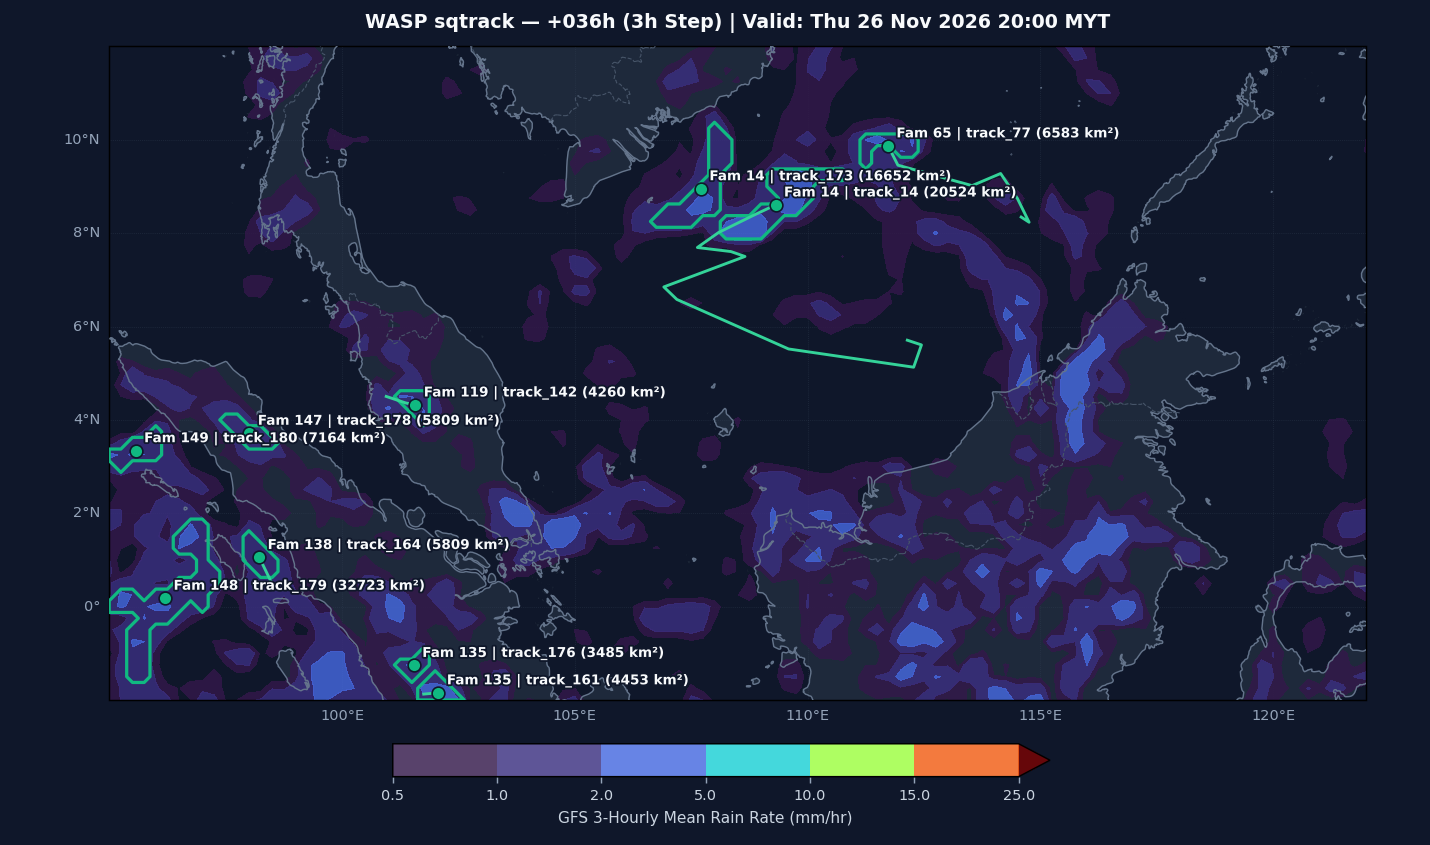 WASP sqtrack — +036h (3h Step) | Valid: Thu 26 Nov 2026 20:00 MYT
10°N
8°N
6°N
4°N
2°N
0°
Fam 65 | track_77 (6583 km²)
Fam 14 | track_173 (16652 km²)
Fam 14 | track_14 (20524 km²)
Fam 119 | track_142 (4260 km²)
Fam 147 | track_178 (5809 km²)
Fam 149 | track_180 (7164 km²)
Fam 138 | track_164 (5809 km²)
Fam 148 | track_179 (32723 km²)
Fam 135 | track_176 (3485 km²)
Fam 135 | track_161 (4453 km²)
100°E 105°E 110°E 115°E 120°E
0.5 1.0 2.0 5.0 10.0 15.0 25.0
GFS 3-Hourly Mean Rain Rate (mm/hr)